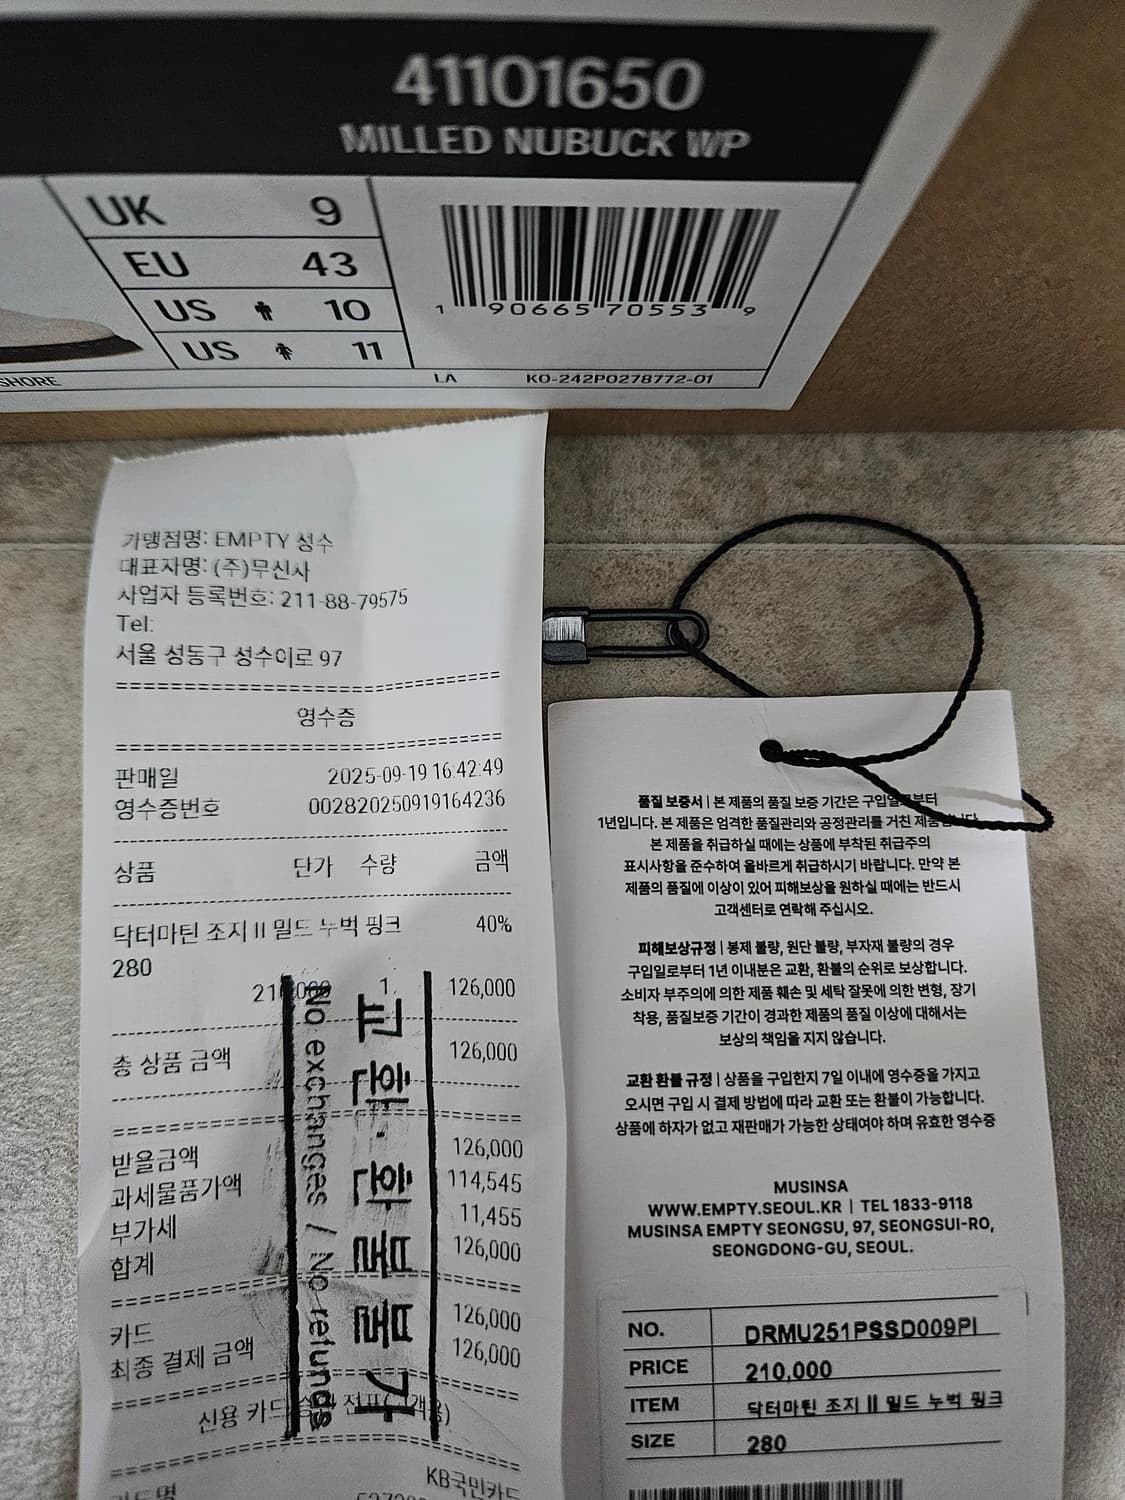 41101650
MILLED NUBUCK WP
UK 9
EU 43
US 10
US 11
1 90665 70553 9
SHORE
LA KO-242P0278772-01
가맹점명: EMPTY 성수
대표자명: (주)무신사
사업자 등록번호: 211-88-79575
Tel:
서울 성동구 성수이로 97
영수증
판매일 2025-09-19 16:42:49
영수증번호 002820250919164236
상품 단가 수량 금액
닥터마틴 조지 II 밀드 누벅 핑크 40%
280
1 126,000
총 상품 금액 126,000
받을금액 126,000
과세물품가액 114,545
부가세 11,455
합계 126,000
카드 126,000
최종 결제 금액 126,000
신용 카드
KB국민카드
교환·환불 불가
No exchanges / No refunds
품질 보증서 | 본 제품의 품질 보증 기간은 구입일로부터
1년입니다. 본 제품은 엄격한 품질관리와 공정관리를 거친 제품입니다.
본 제품을 취급하실 때에는 상품에 부착된 취급주의
표시사항을 준수하여 올바르게 취급하시기 바랍니다. 만약 본
제품의 품질에 이상이 있어 피해보상을 원하실 때에는 반드시
고객센터로 연락해 주십시오.
피해보상규정 | 봉제 불량, 원단 불량, 부자재 불량의 경우
구입일로부터 1년 이내분은 교환, 환불의 순위로 보상합니다.
소비자 부주의에 의한 제품 훼손 및 세탁 잘못에 의한 변형, 장기
착용, 품질보증 기간이 경과한 제품의 품질 이상에 대해서는
보상의 책임을 지지 않습니다.
교환 환불 규정 | 상품을 구입한지 7일 이내에 영수증을 가지고
오시면 구입 시 결제 방법에 따라 교환 또는 환불이 가능합니다.
상품에 하자가 없고 재판매가 가능한 상태여야 하며 유효한 영수증
MUSINSA
WWW.EMPTY.SEOUL.KR | TEL 1833-9118
MUSINSA EMPTY SEONGSU, 97, SEONGSUI-RO,
SEONGDONG-GU, SEOUL.
NO. DRMU251PSSD009PI
PRICE 210,000
ITEM 닥터마틴 조지 II 밀드 누벅 핑크
SIZE 280